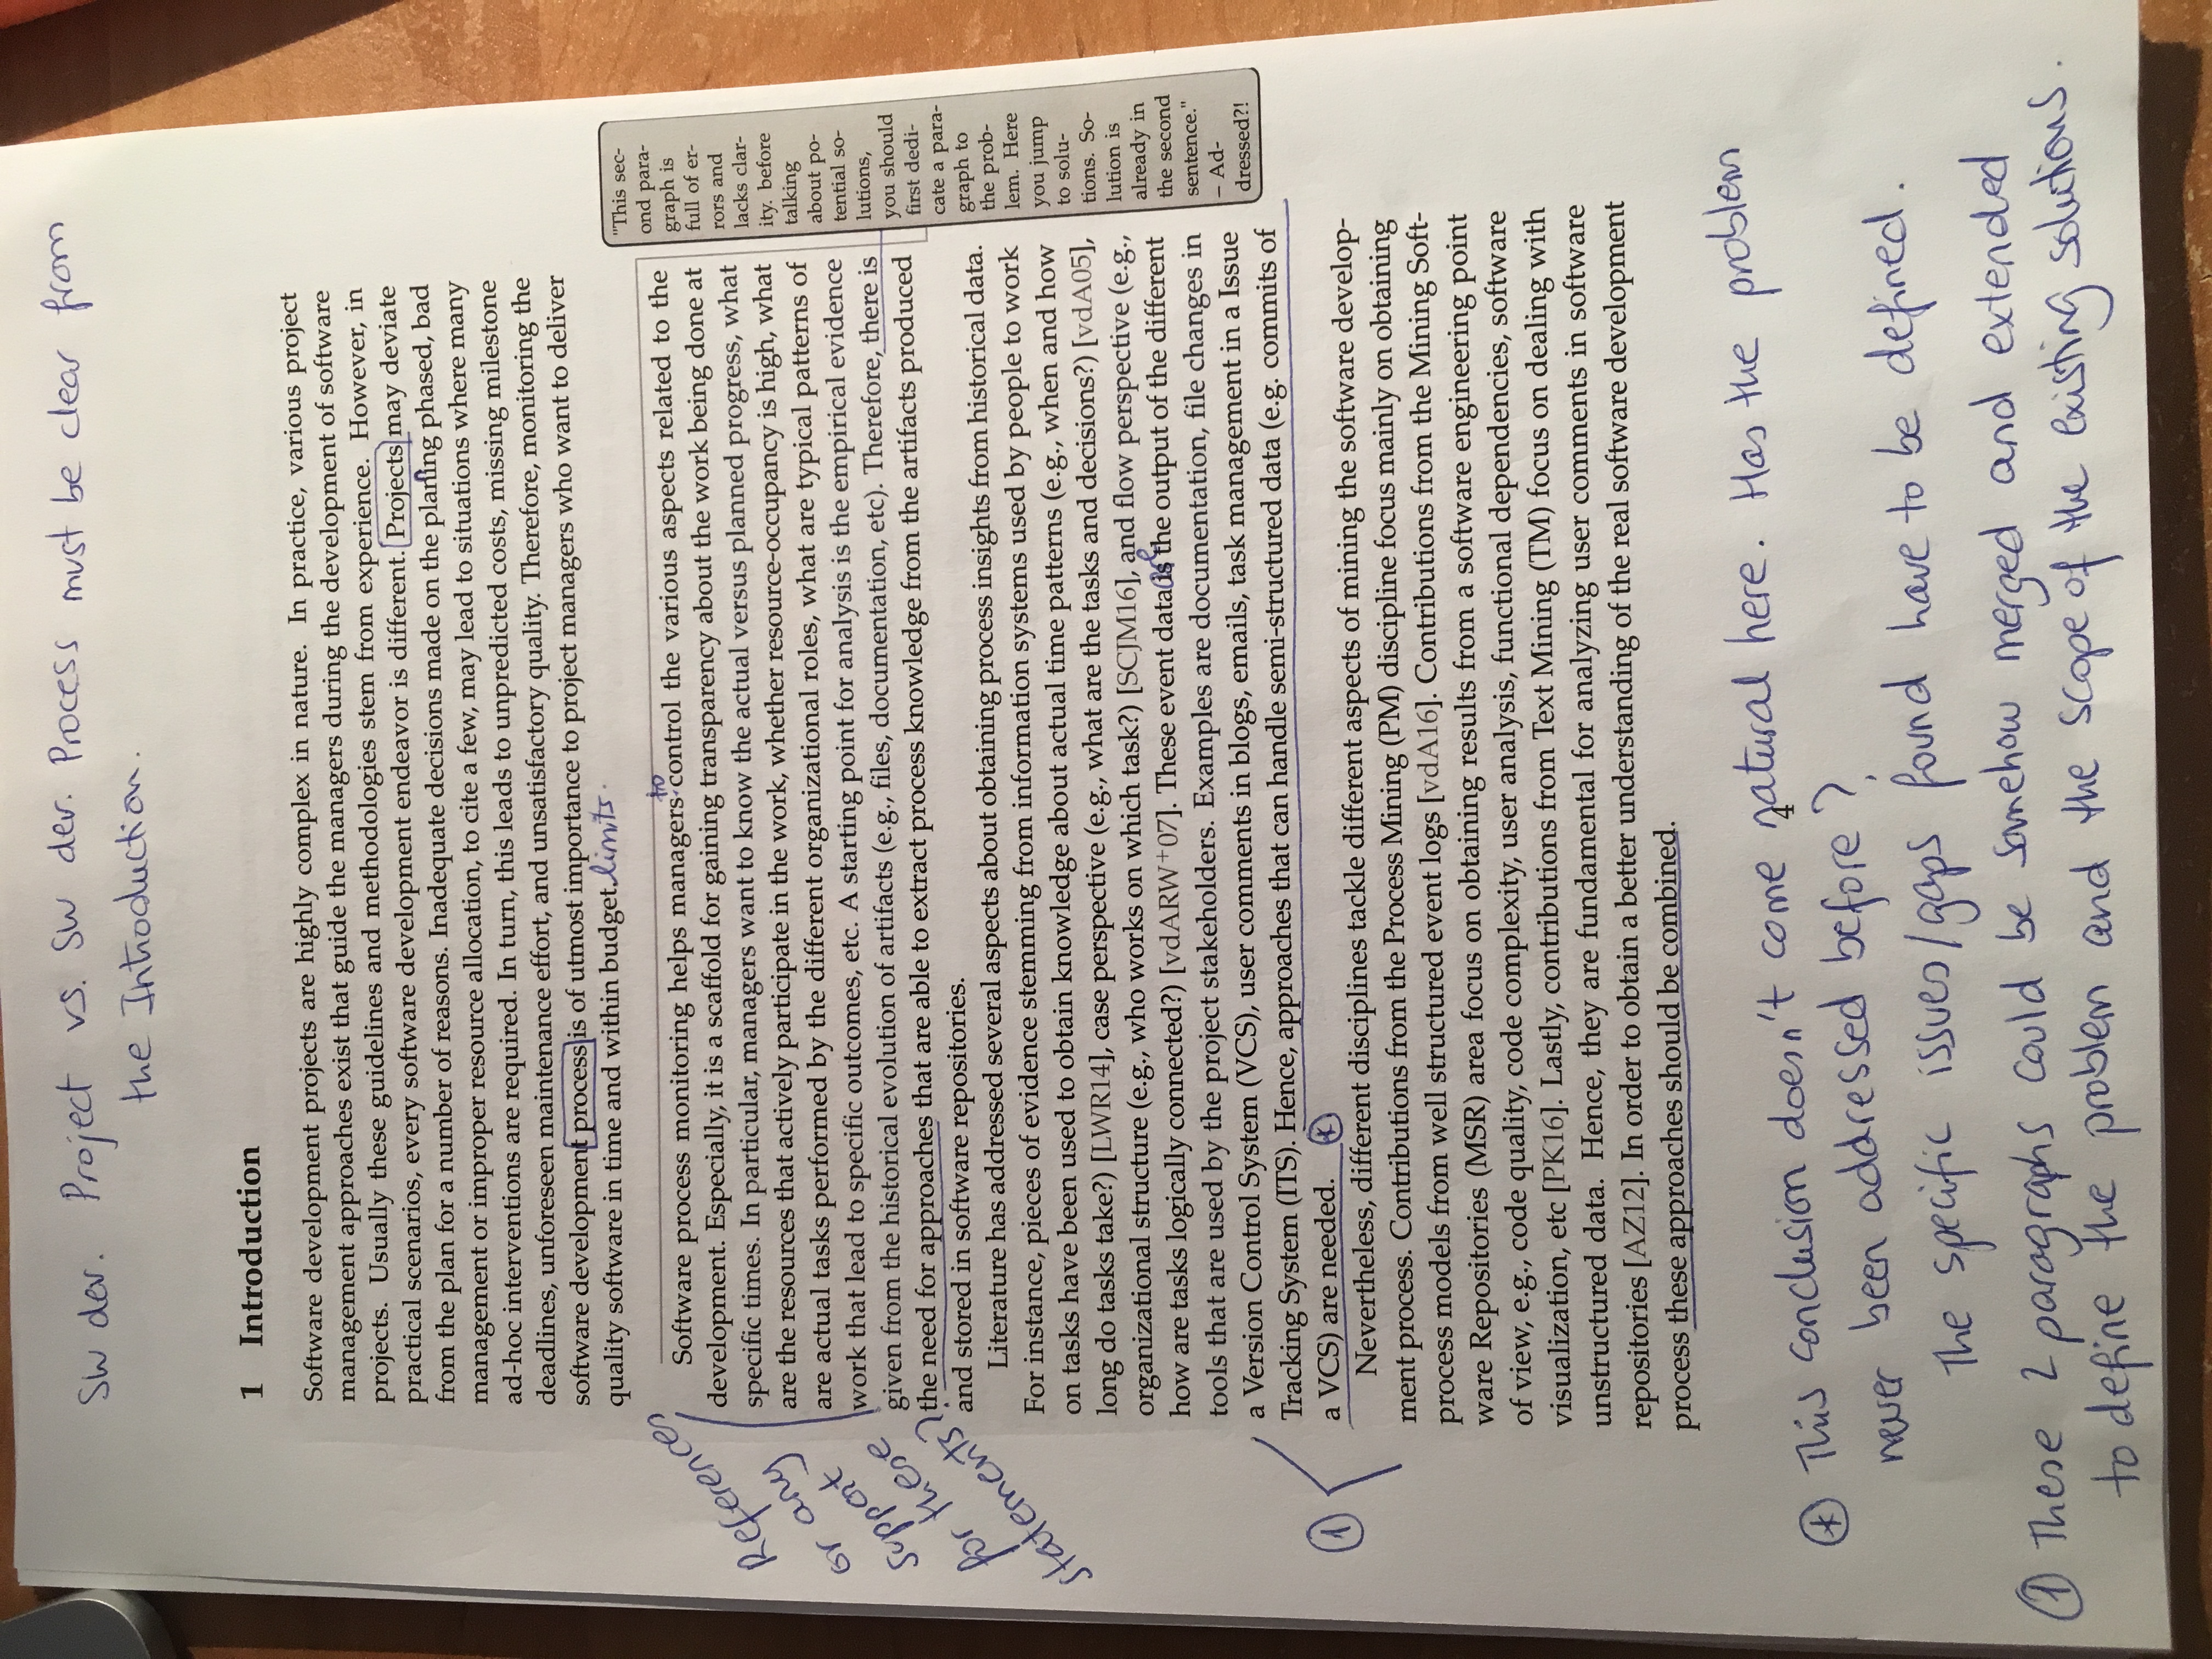 SW dev. Project vs. SW dev. Process must be clear from
the Introduction.
1 Introduction
Software development projects are highly complex in nature. In practice, various project
management approaches exist that guide the managers during the development of software
projects. Usually these guidelines and methodologies stem from experience. However, in
practical scenarios, every software development endeavor is different. Projects may deviate
from the plan for a number of reasons. Inadequate decisions made on the planing phased, bad
n
management or improper resource allocation, to cite a few, may lead to situations where many
ad-hoc interventions are required. In turn, this leads to unpredicted costs, missing milestone
deadlines, unforeseen maintenance effort, and unsatisfactory quality. Therefore, monitoring the
software development process is of utmost importance to project managers who want to deliver
quality software in time and within budget. limits.
to
Software process monitoring helps managers control the various aspects related to the
development. Especially, it is a scaffold for gaining transparency about the work being done at
specific times. In particular, managers want to know the actual versus planned progress, what
are the resources that actively participate in the work, whether resource-occupancy is high, what
are actual tasks performed by the different organizational roles, what are typical patterns of
work that lead to specific outcomes, etc. A starting point for analysis is the empirical evidence
given from the historical evolution of artifacts (e.g., files, documentation, etc). Therefore, there is
the need for approaches that are able to extract process knowledge from the artifacts produced
and stored in software repositories.
References
or any
support
for these
statements?
"This sec-
ond para-
graph is
full of er-
rors and
lacks clar-
ity. before
talking
about po-
tential so-
lutions,
you should
first dedi-
cate a para-
graph to
the prob-
lem. Here
you jump
to solu-
tions. So-
lution is
already in
the second
sentence."
– Ad-
dressed?!
Literature has addressed several aspects about obtaining process insights from historical data.
For instance, pieces of evidence stemming from information systems used by people to work
on tasks have been used to obtain knowledge about actual time patterns (e.g., when and how
long do tasks take?) [LWR14], case perspective (e.g., what are the tasks and decisions?) [vdA05],
organizational structure (e.g., who works on which task?) [SCJM16], and flow perspective (e.g.,
are
how are tasks logically connected?) [vdARW+07]. These event data is the output of the different
tools that are used by the project stakeholders. Examples are documentation, file changes in
a Version Control System (VCS), user comments in blogs, emails, task management in a Issue
Tracking System (ITS). Hence, approaches that can handle semi-structured data (e.g. commits of
a VCS) are needed. *
1
Nevertheless, different disciplines tackle different aspects of mining the software develop-
ment process. Contributions from the Process Mining (PM) discipline focus mainly on obtaining
process models from well structured event logs [vdA16]. Contributions from the Mining Soft-
ware Repositories (MSR) area focus on obtaining results from a software engineering point
of view, e.g., code quality, code complexity, user analysis, functional dependencies, software
visualization, etc [PK16]. Lastly, contributions from Text Mining (TM) focus on dealing with
unstructured data. Hence, they are fundamental for analyzing user comments in software
repositories [AZ12]. In order to obtain a better understanding of the real software development
process these approaches should be combined.
* This conclusion doesn't come natural here. Has the problem
4
never been addressed before?
The specific issues/gaps found have to be defined.
1 These 2 paragraphs could be somehow merged and extended
to define the problem and the scope of the existing solutions.